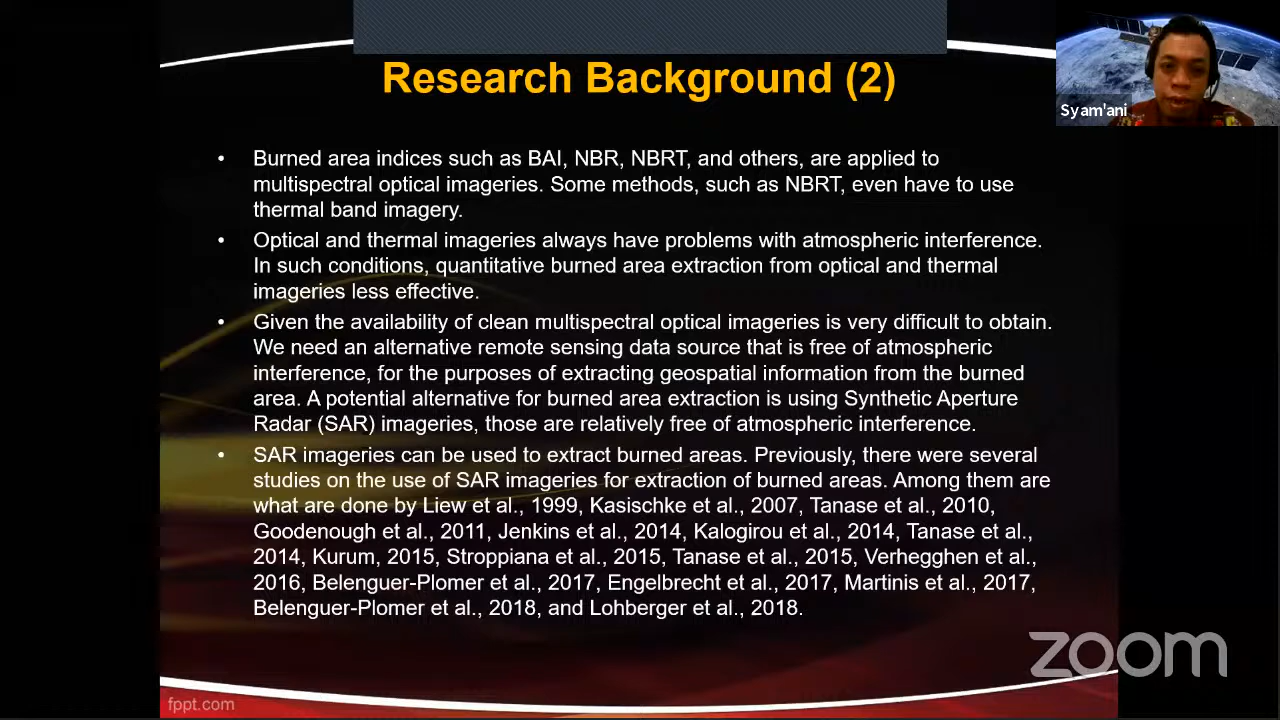 Research Background (2)
Syam'ani
• Burned area indices such as BAI, NBR, NBRT, and others, are applied to
multispectral optical imageries. Some methods, such as NBRT, even have to use
thermal band imagery.
• Optical and thermal imageries always have problems with atmospheric interference.
In such conditions, quantitative burned area extraction from optical and thermal
imageries less effective.
• Given the availability of clean multispectral optical imageries is very difficult to obtain.
We need an alternative remote sensing data source that is free of atmospheric
interference, for the purposes of extracting geospatial information from the burned
area. A potential alternative for burned area extraction is using Synthetic Aperture
Radar (SAR) imageries, those are relatively free of atmospheric interference.
• SAR imageries can be used to extract burned areas. Previously, there were several
studies on the use of SAR imageries for extraction of burned areas. Among them are
what are done by Liew et al., 1999, Kasischke et al., 2007, Tanase et al., 2010,
Goodenough et al., 2011, Jenkins et al., 2014, Kalogirou et al., 2014, Tanase et al.,
2014, Kurum, 2015, Stroppiana et al., 2015, Tanase et al., 2015, Verhegghen et al.,
2016, Belenguer-Plomer et al., 2017, Engelbrecht et al., 2017, Martinis et al., 2017,
Belenguer-Plomer et al., 2018, and Lohberger et al., 2018.
zoom
fppt.com